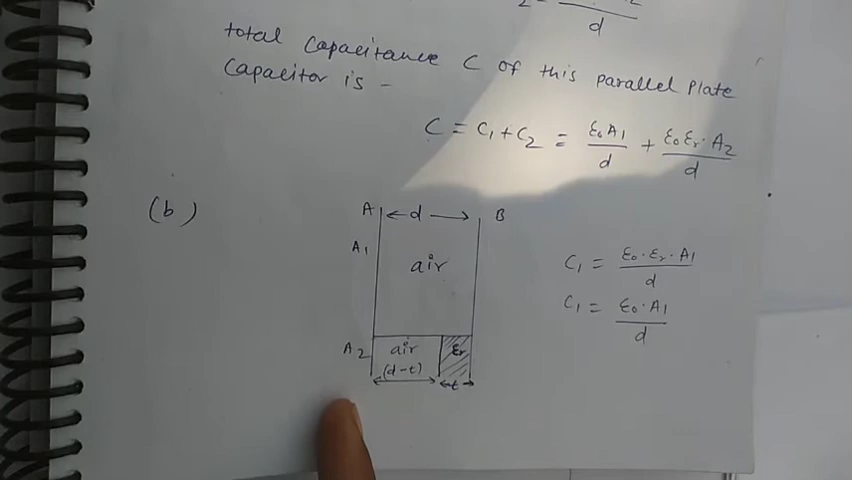 d
total capacitance C of this parallel plate
capacitor is -
C = C₁ + C₂ = ε₀A₁/d + ε₀εᵣ·A₂/d
(b)
A ← d → B
A₁
air
C₁ = ε₀·εᵣ·A₁/d
C₁ = ε₀·A₁/d
A₂ air εᵣ
(d-t)
t